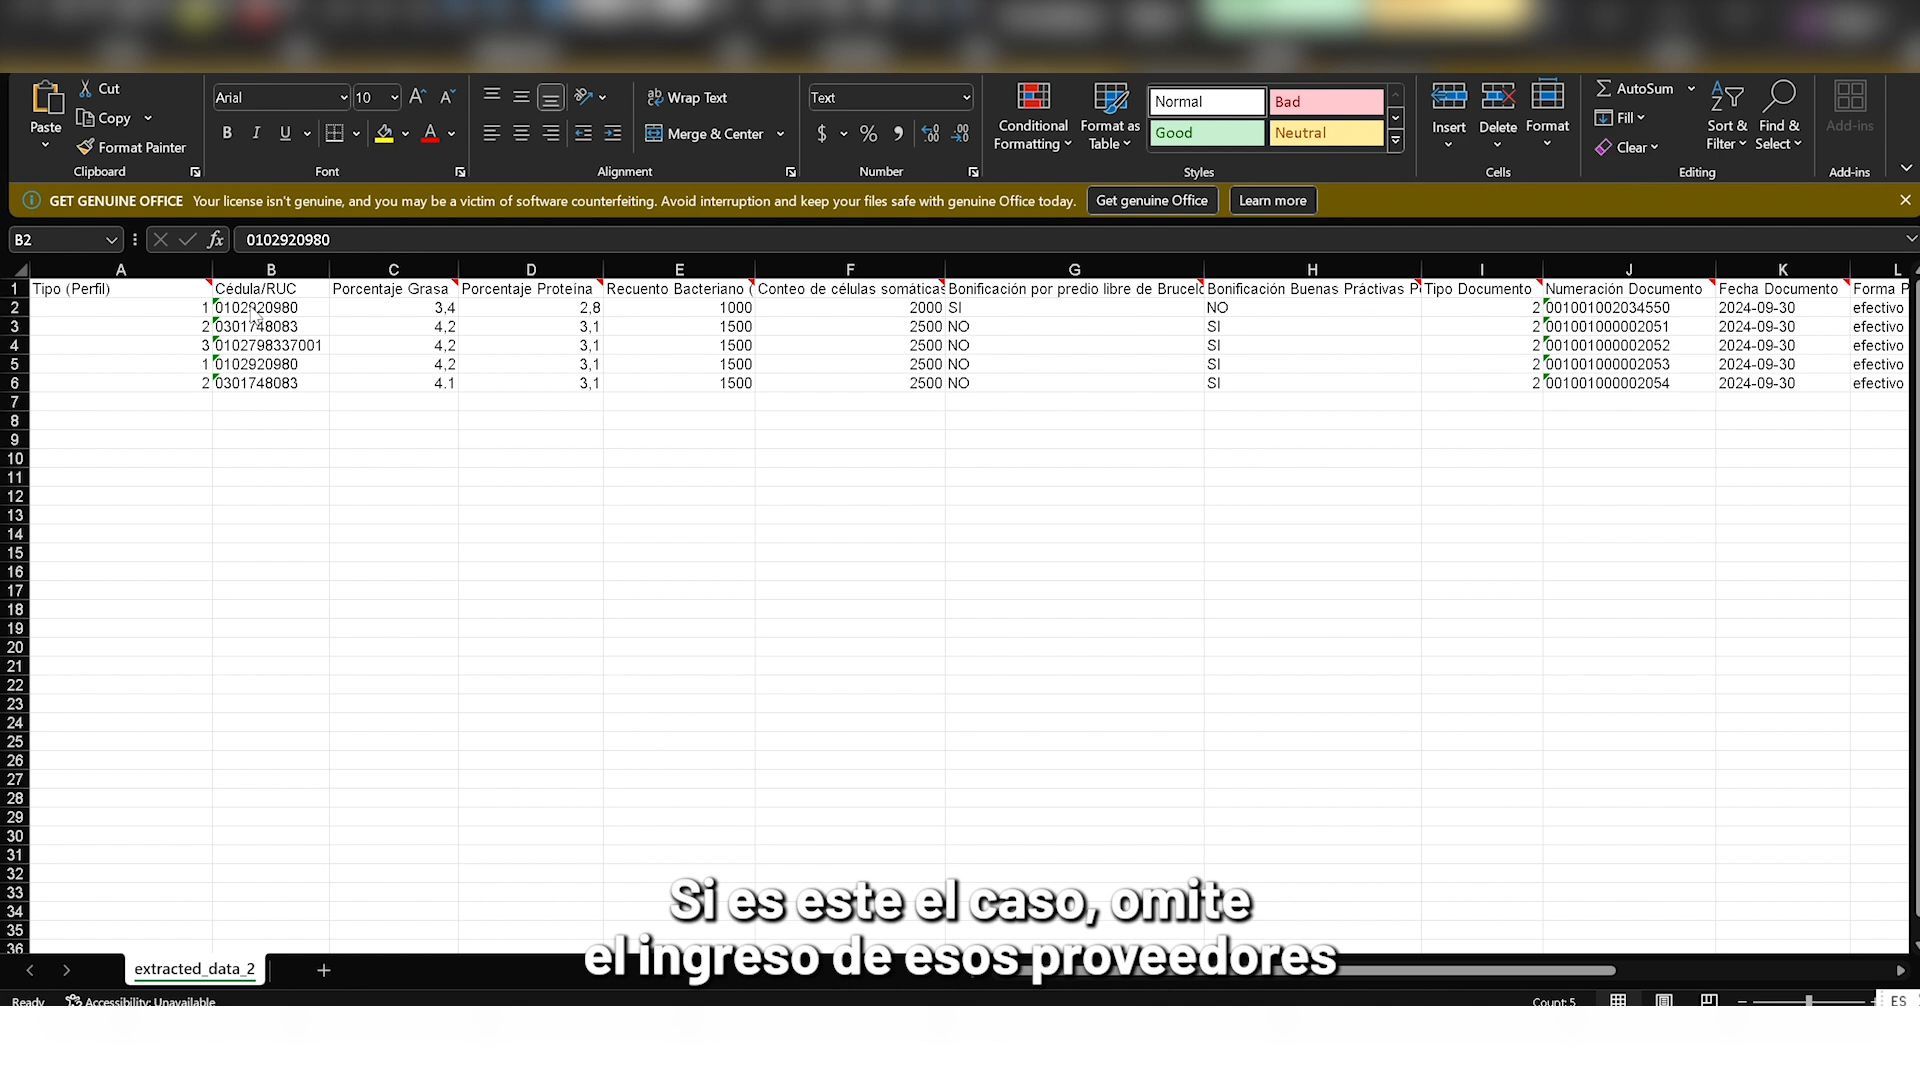 Cut
Copy
Format Painter
Paste
Clipboard
Arial
10
B I U
A
Font
Wrap Text
Merge & Center
Alignment
Text
$ % 9
Number
Conditional Formatting
Format as Table
Normal
Bad
Good
Neutral
Styles
Insert
Delete
Format
Cells
AutoSum
Fill
Clear
Sort & Filter
Find & Select
Editing
Add-ins
Add-ins
GET GENUINE OFFICE Your license isn't genuine, and you may be a victim of software counterfeiting. Avoid interruption and keep your files safe with genuine Office today. Get genuine Office Learn more
B2 fx 0102920980
A B C D E F G H I J K L
1 Tipo (Perfil) Cédula/RUC Porcentaje Grasa Porcentaje Proteína Recuento Bacteriano ( Conteo de células somáticas Bonificación por predio libre de Brucelo Bonificación Buenas Prácticas P Tipo Documento Numeración Documento Fecha Documento Forma P
2 1 0102920980 3,4 2,8 1000 2000 SI NO 2 001001002034550 2024-09-30 efectivo
3 2 0301748083 4,2 3,1 1500 2500 NO SI 2 001001000002051 2024-09-30 efectivo
4 3 0102798337001 4,2 3,1 1500 2500 NO SI 2 001001000002052 2024-09-30 efectivo
5 1 0102920980 4,2 3,1 1500 2500 NO SI 2 001001000002053 2024-09-30 efectivo
6 2 0301748083 4.1 3,1 1500 2500 NO SI 2 001001000002054 2024-09-30 efectivo
7
8
9
10
11
12
13
14
15
16
17
18
19
20
21
22
23
24
25
26
27
28
29
30
31
32
33
34
35
36
Si es este el caso, omite
el ingreso de esos proveedores
extracted_data_2
Ready Accessibility: Unavailable Count: 5 ES